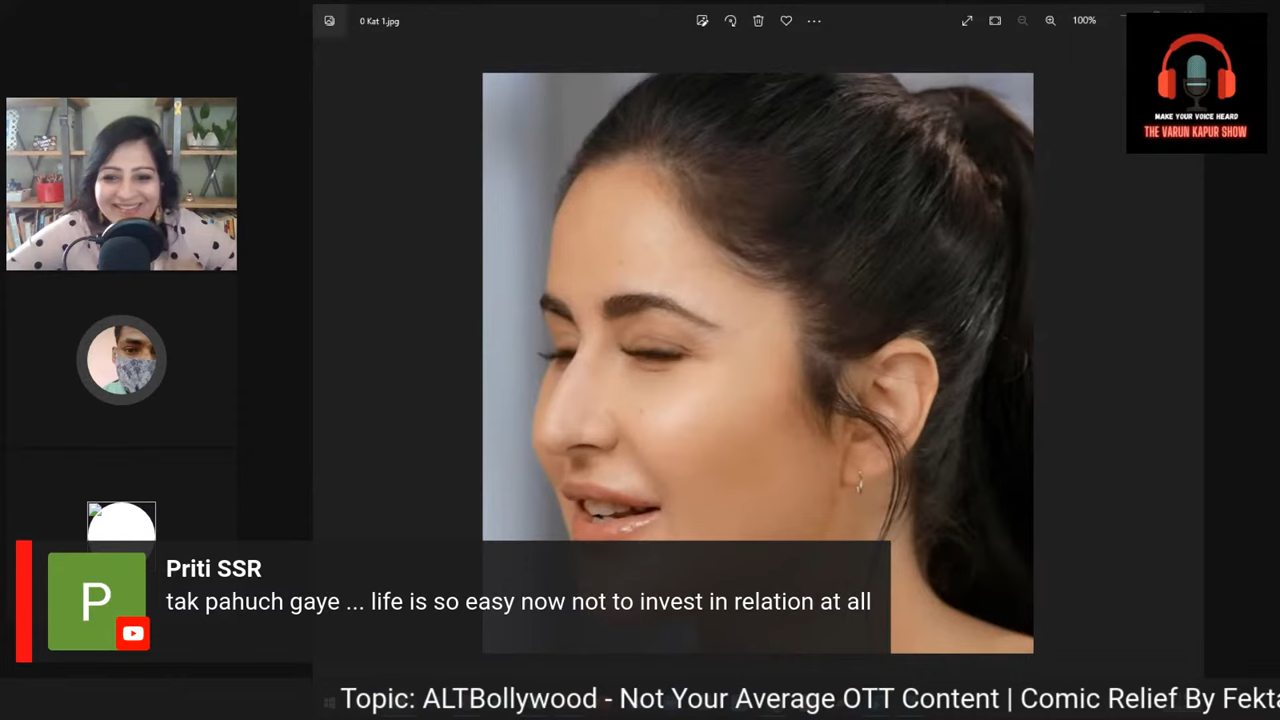 0 Kat 1.jpg
100%
MAKE YOUR VOICE HEARD
THE VARUN KAPUR SHOW
P
Priti SSR
tak pahuch gaye ... life is so easy now not to invest in relation at all
Topic: ALTBollywood - Not Your Average OTT Content | Comic Relief By Fekta